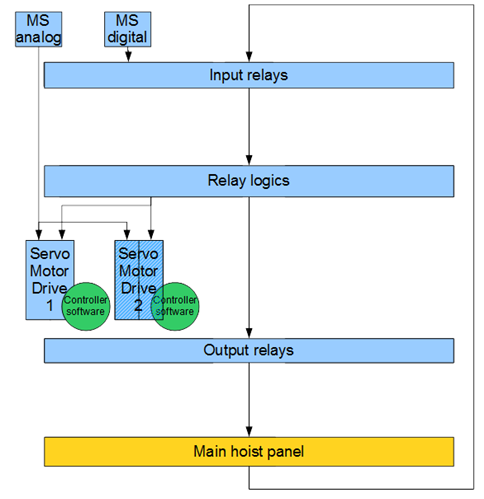 MS
analog
MS
digital
Input relays
Relay logics
Servo
Motor
Drive
1
Controller
software
Servo
Motor
Drive
2
Controller
software
Output relays
Main hoist panel